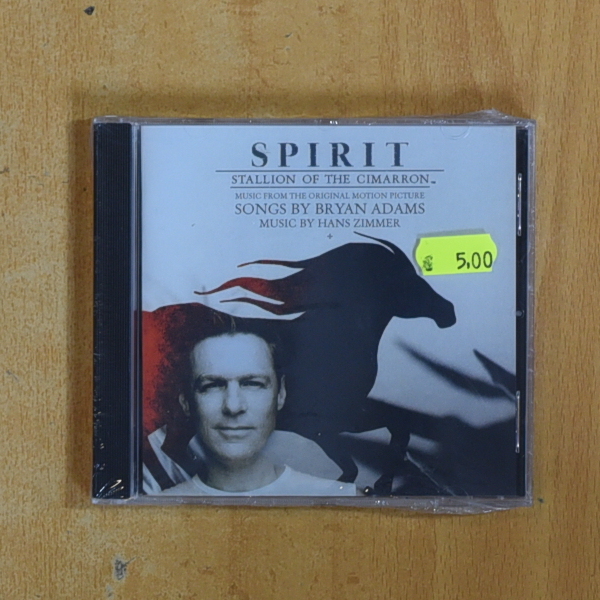 SPIRIT
STALLION OF THE CIMARRON™
MUSIC FROM THE ORIGINAL MOTION PICTURE
SONGS BY BRYAN ADAMS
MUSIC BY HANS ZIMMER
5,00